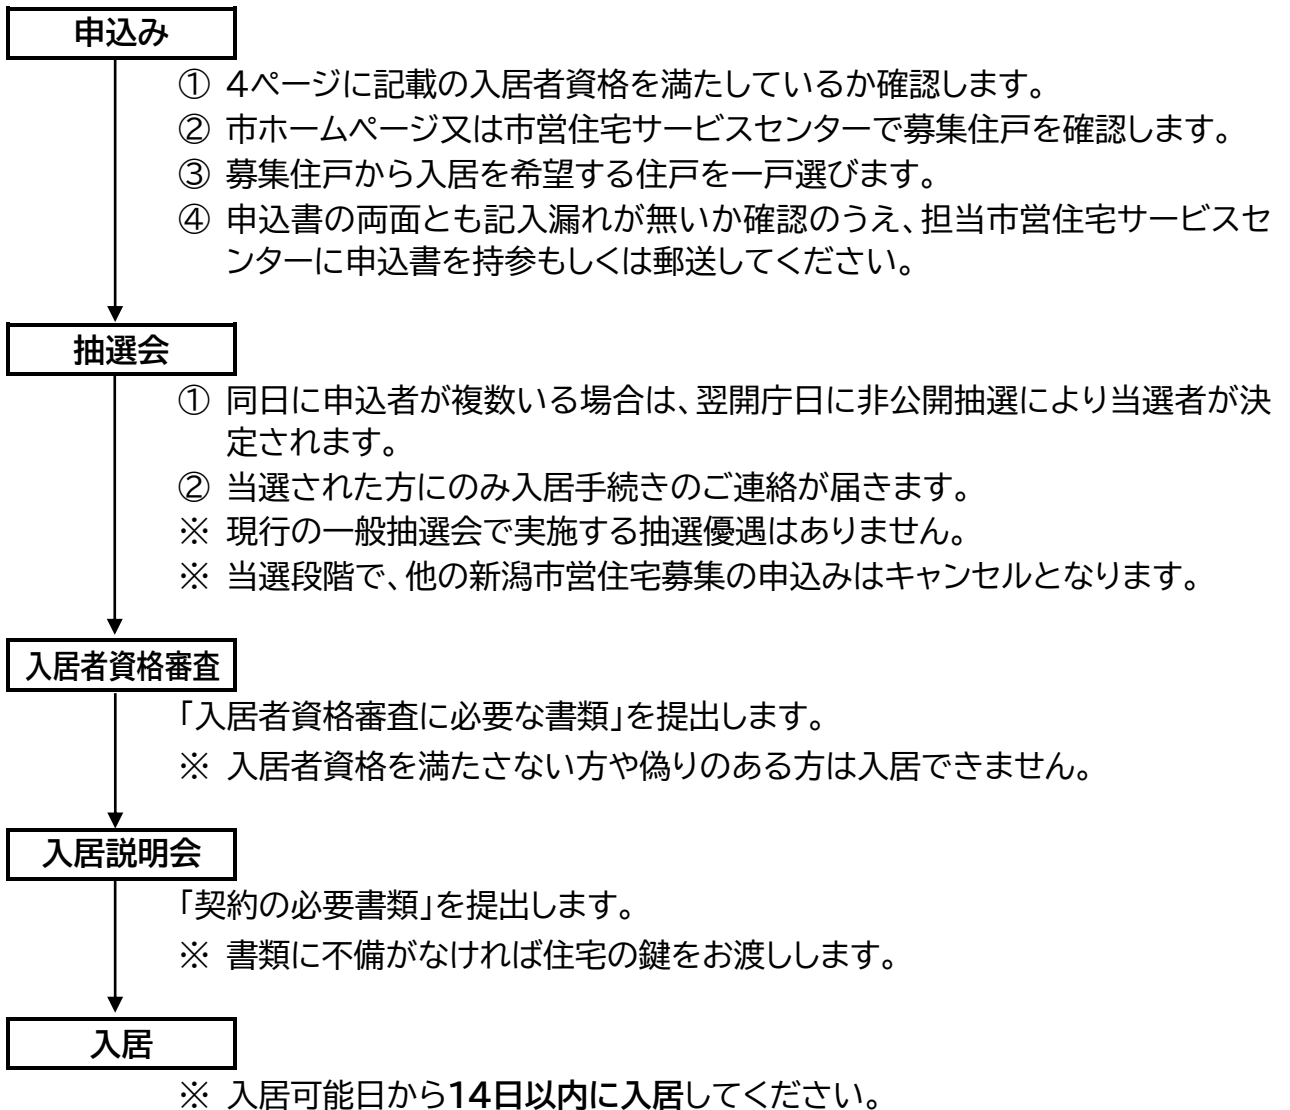 申込み
① 4ページに記載の入居者資格を満たしているか確認します。
② 市ホームページ又は市営住宅サービスセンターで募集住戸を確認します。
③ 募集住戸から入居を希望する住戸を一戸選びます。
④ 申込書の両面とも記入漏れが無いか確認のうえ、担当市営住宅サービスセ
ンターに申込書を持参もしくは郵送してください。
抽選会
① 同日に申込者が複数いる場合は、翌開庁日に非公開抽選により当選者が決
定されます。
② 当選された方にのみ入居手続きのご連絡が届きます。
※ 現行の一般抽選会で実施する抽選優遇はありません。
※ 当選段階で、他の新潟市営住宅募集の申込みはキャンセルとなります。
入居者資格審査
「入居者資格審査に必要な書類」を提出します。
※ 入居者資格を満たさない方や偽りのある方は入居できません。
入居説明会
「契約の必要書類」を提出します。
※ 書類に不備がなければ住宅の鍵をお渡しします。
入居
※ 入居可能日から14日以内に入居してください。